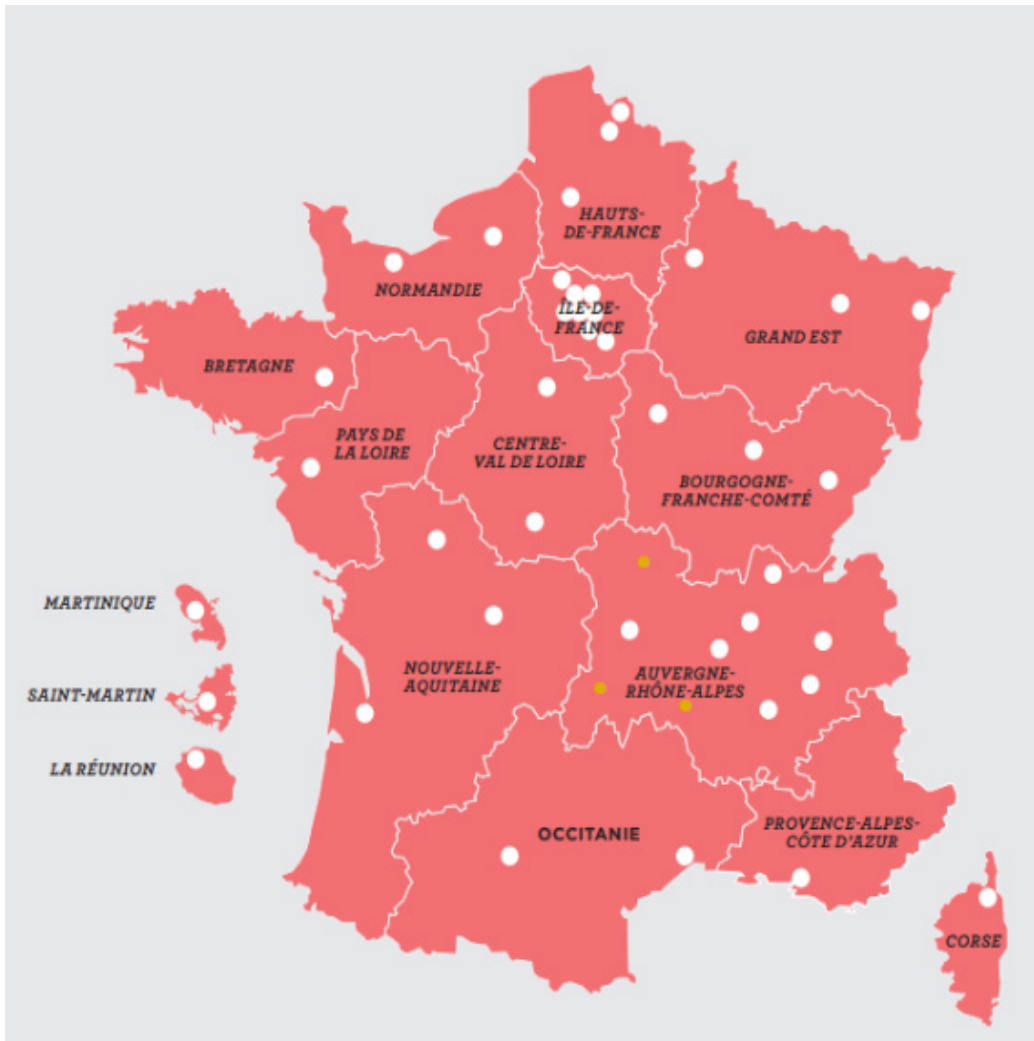 HAUTS-
DE-FRANCE
NORMANDIE
ÎLE-DE-
FRANCE
GRAND EST
BRETAGNE
PAYS DE
LA LOIRE
CENTRE-
VAL DE LOIRE
BOURGOGNE-
FRANCHE-COMTÉ
MARTINIQUE
SAINT-MARTIN
LA RÉUNION
NOUVELLE-
AQUITAINE
AUVERGNE-
RHÔNE-ALPES
OCCITANIE
PROVENCE-ALPES-
CÔTE D'AZUR
CORSE